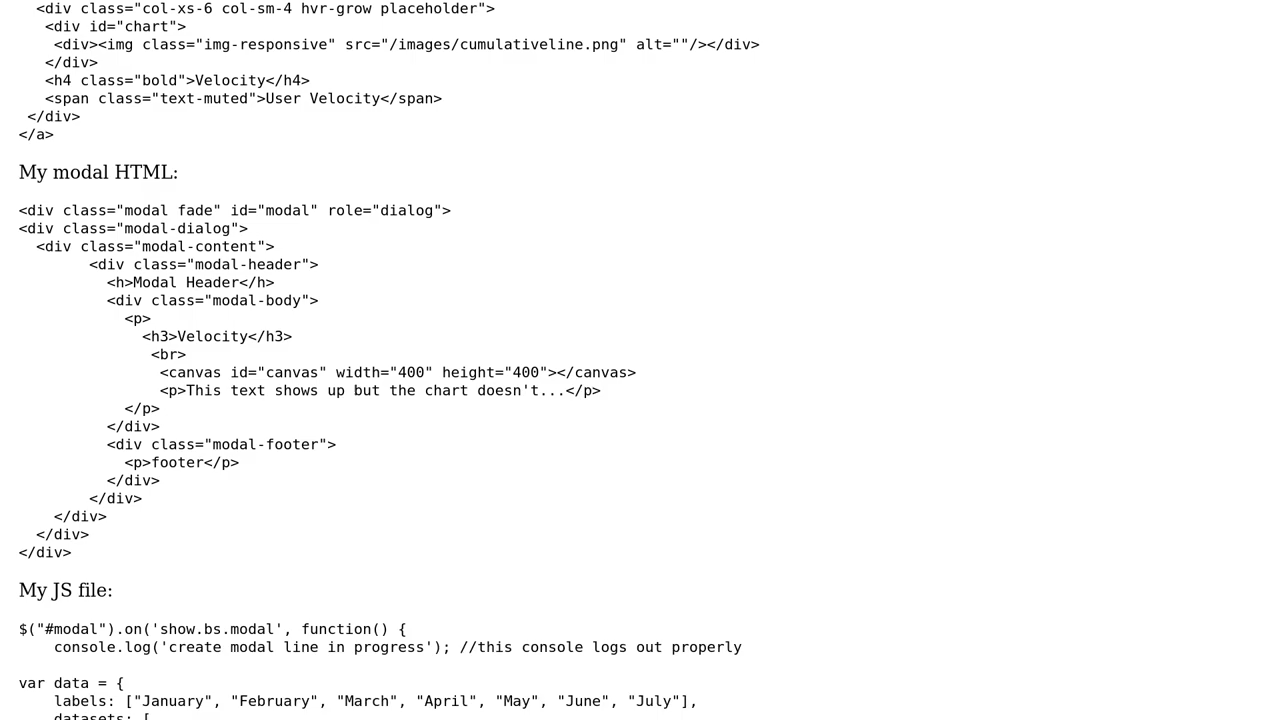 <div class="col-xs-6 col-sm-4 hvr-grow placeholder">
<div id="chart">
<div><img class="img-responsive" src="/images/cumulativeline.png" alt=""/></div>
</div>
<h4 class="bold">Velocity</h4>
<span class="text-muted">User Velocity</span>
</div>
</a>
My modal HTML:
<div class="modal fade" id="modal" role="dialog">
<div class="modal-dialog">
<div class="modal-content">
<div class="modal-header">
<h>Modal Header</h>
<div class="modal-body">
<p>
<h3>Velocity</h3>
<br>
<canvas id="canvas" width="400" height="400"></canvas>
<p>This text shows up but the chart doesn't...</p>
</p>
</div>
<div class="modal-footer">
<p>footer</p>
</div>
</div>
</div>
</div>
</div>
My JS file:
$("#modal").on('show.bs.modal', function() {
console.log('create modal line in progress'); //this console logs out properly
var data = {
labels: ["January", "February", "March", "April", "May", "June", "July"],
datasets: [